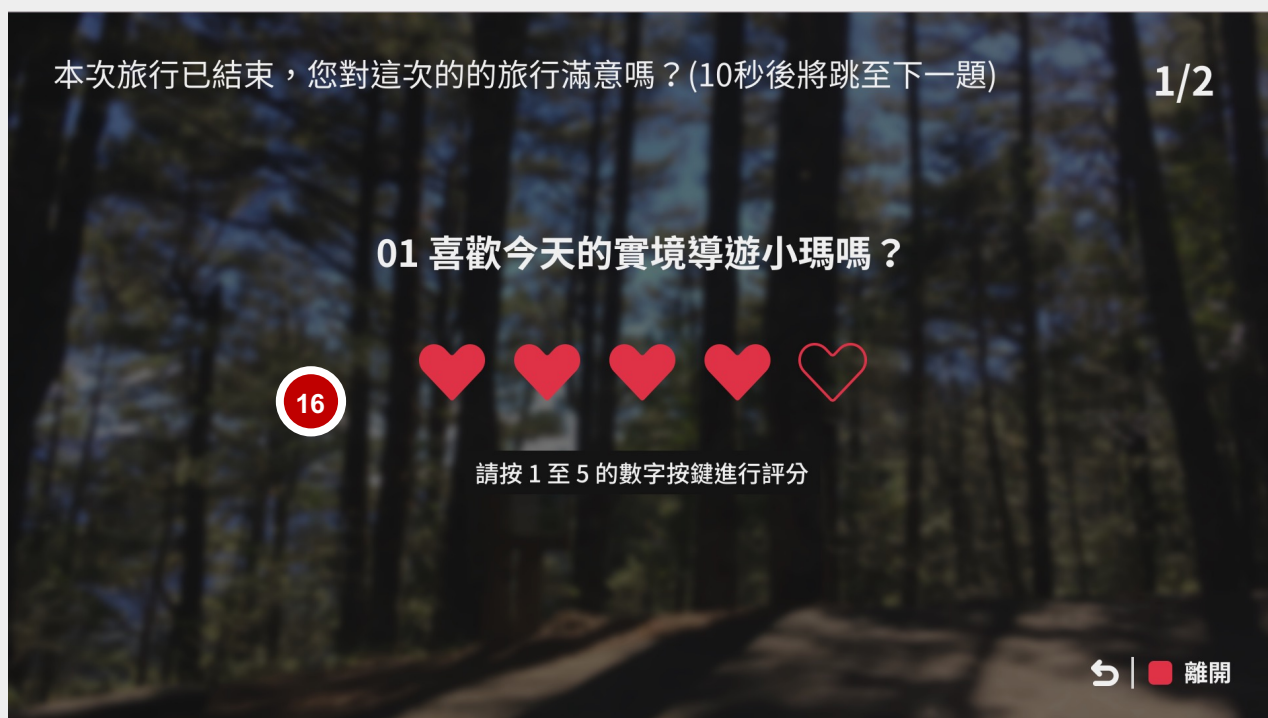 本次旅行已結束，您對這次的的旅行滿意嗎？(10秒後將跳至下一題)
1/2
01 喜歡今天的實境導遊小瑪嗎？
16
請按 1 至 5 的數字按鍵進行評分
離開